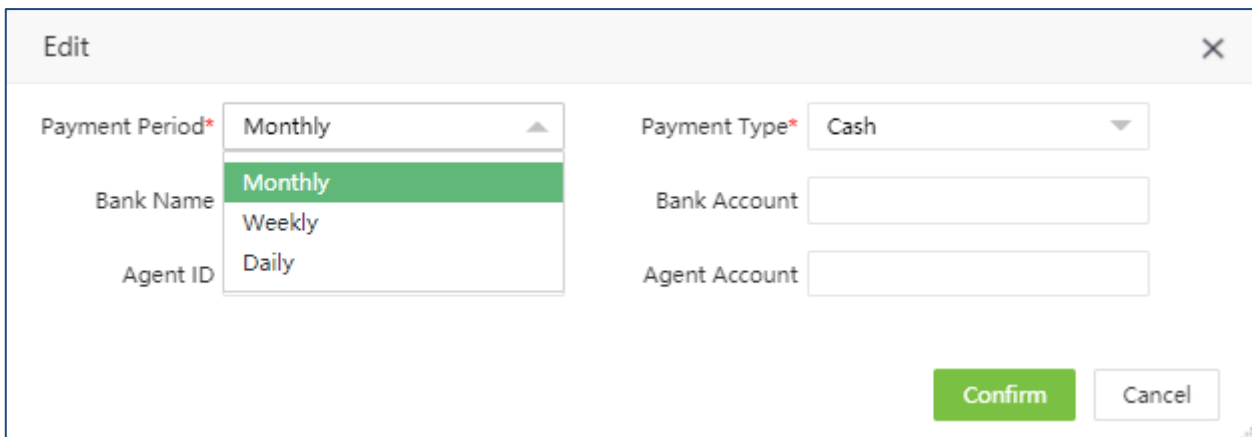 Edit
Payment Period* Monthly Payment Type* Cash
Monthly
Bank Name Bank Account
Weekly
Daily
Agent ID Agent Account
Confirm Cancel